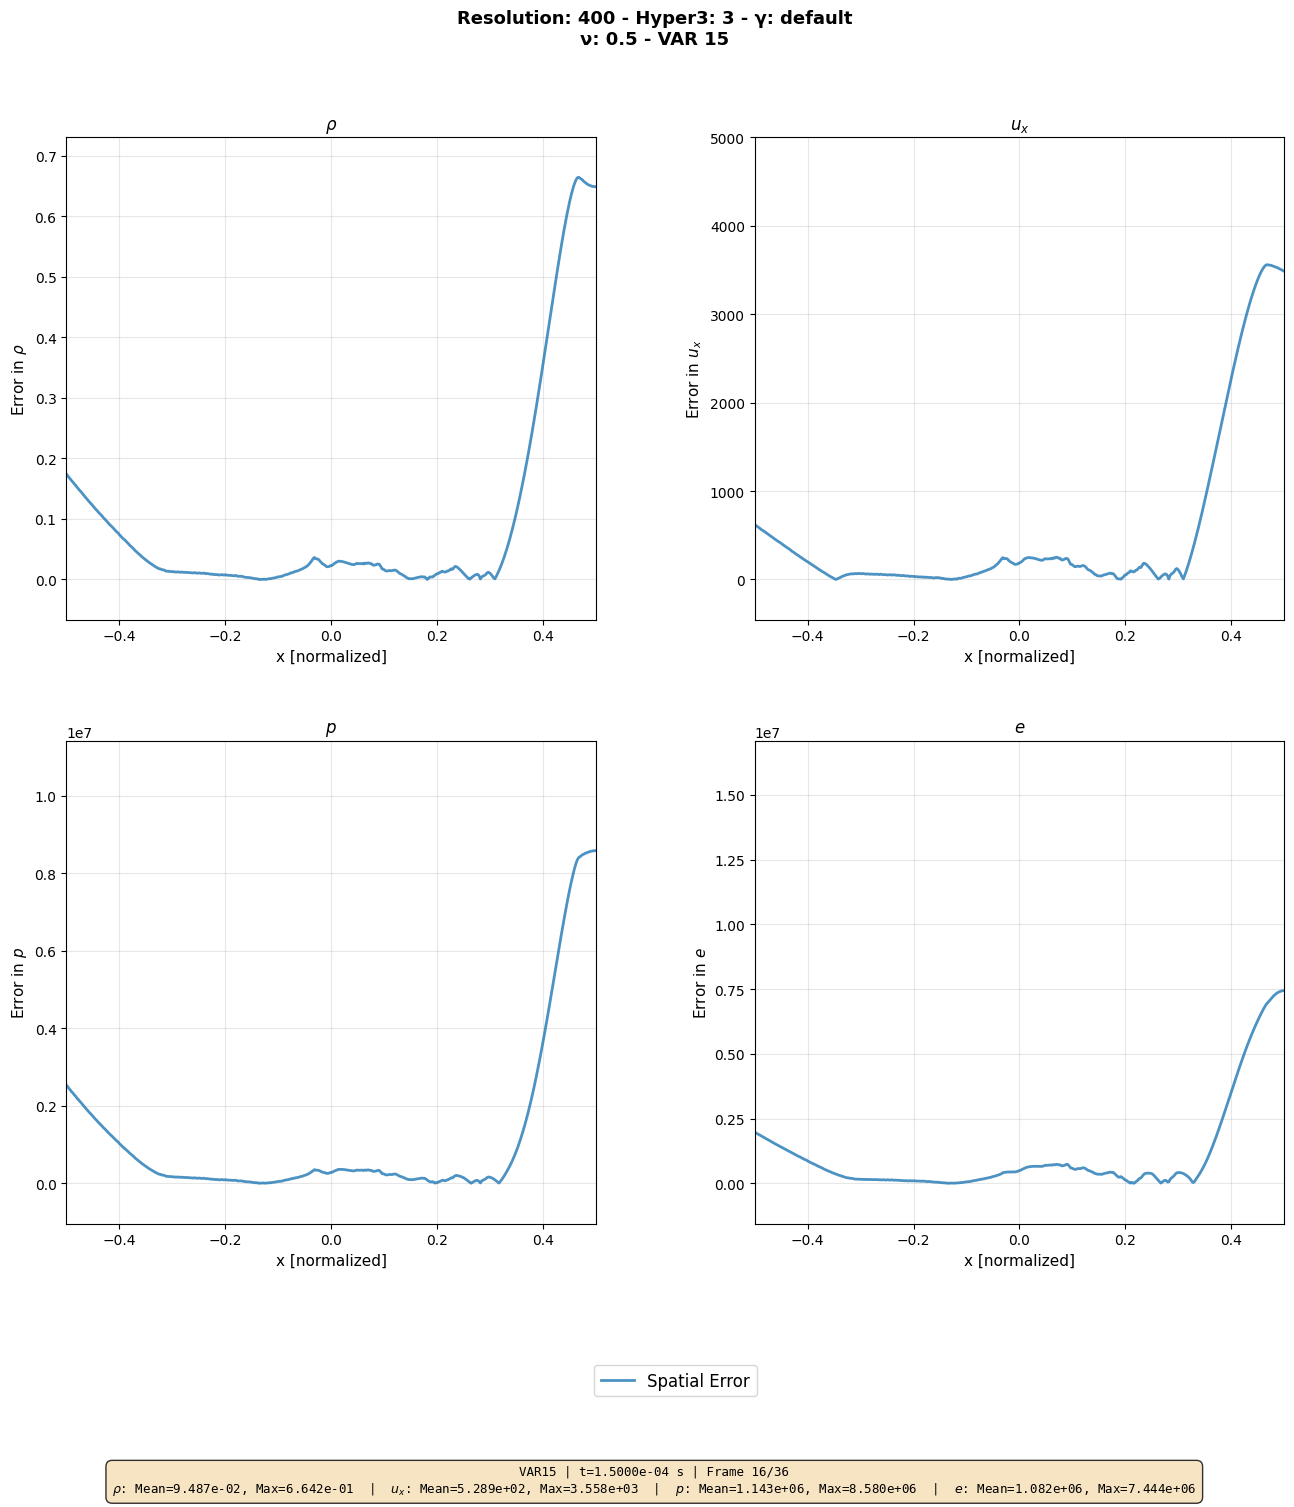 Resolution: 400 - Hyper3: 3 - γ: default
ν: 0.5 - VAR 15
ρ
Error in ρ
0.7
0.6
0.5
0.4
0.3
0.2
0.1
0.0
−0.4 −0.2 0.0 0.2 0.4
x [normalized]
u_x
Error in u_x
5000
4000
3000
2000
1000
0
−0.4 −0.2 0.0 0.2 0.4
x [normalized]
p
1e7
Error in p
1.0
0.8
0.6
0.4
0.2
0.0
−0.4 −0.2 0.0 0.2 0.4
x [normalized]
e
1e7
Error in e
1.50
1.25
1.00
0.75
0.50
0.25
0.00
−0.4 −0.2 0.0 0.2 0.4
x [normalized]
Spatial Error
VAR15 | t=1.5000e-04 s | Frame 16/36
ρ: Mean=9.487e-02, Max=6.642e-01 | u_x: Mean=5.289e+02, Max=3.558e+03 | p: Mean=1.143e+06, Max=8.580e+06 | e: Mean=1.082e+06, Max=7.444e+06